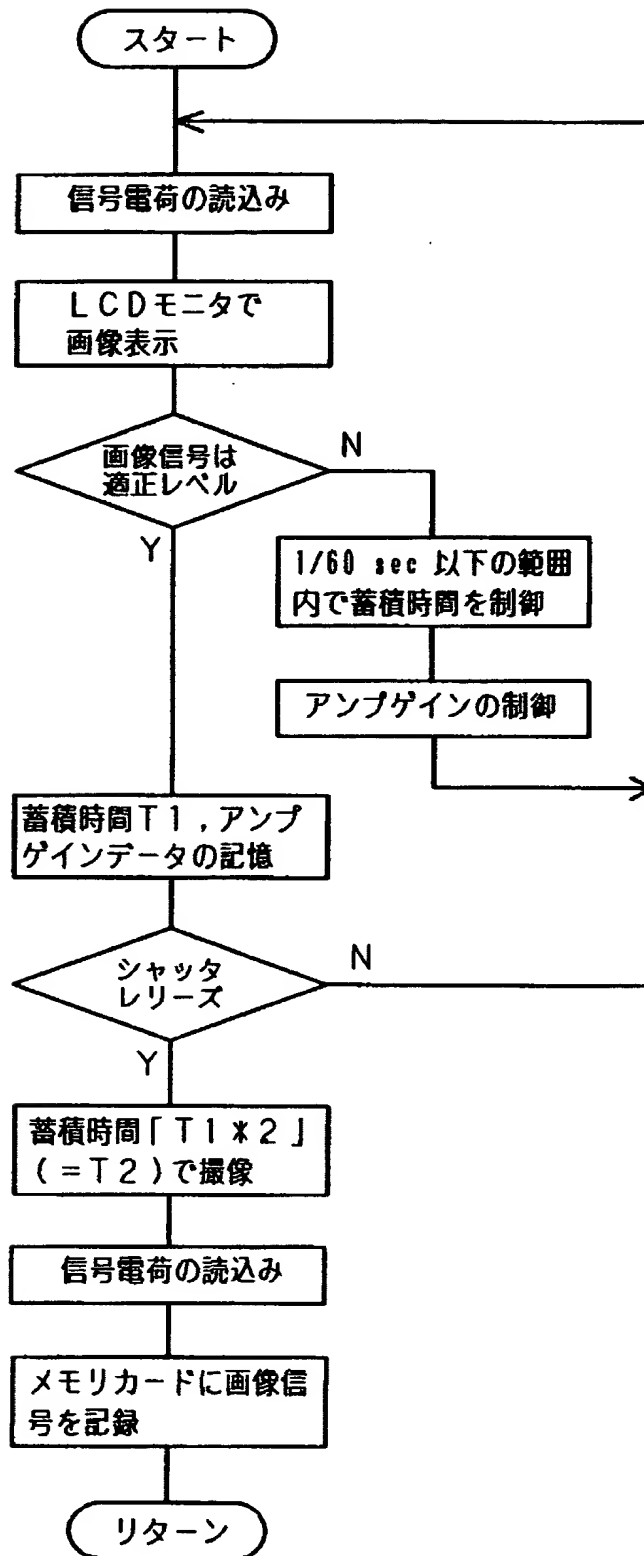 スタート
信号電荷の読込み
LCDモニタで
画像表示
画像信号は
適正レベル
N
Y
1/60 sec 以下の範囲
内で蓄積時間を制御
アンプゲインの制御
蓄積時間T1,アンプ
ゲインデータの記憶
シャッタ
レリーズ
N
Y
蓄積時間「T1*2」
(=T2)で撮像
信号電荷の読込み
メモリカードに画像信
号を記録
リターン